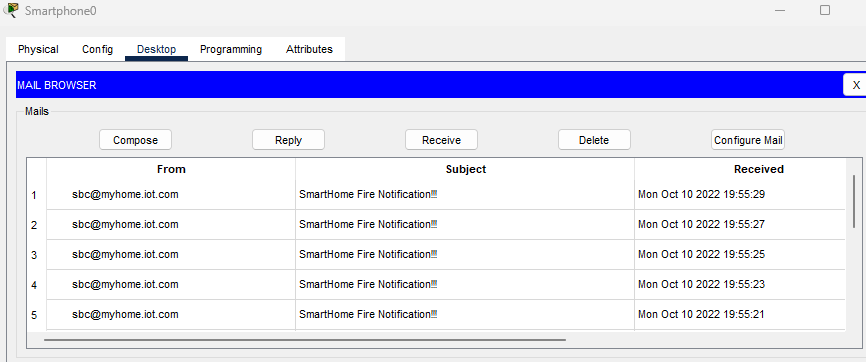 Smartphone0
Physical Config Desktop Programming Attributes
MAIL BROWSER X
Mails
Compose Reply Receive Delete Configure Mail
From Subject Received
1 sbc@myhome.iot.com SmartHome Fire Notification!!! Mon Oct 10 2022 19:55:29
2 sbc@myhome.iot.com SmartHome Fire Notification!!! Mon Oct 10 2022 19:55:27
3 sbc@myhome.iot.com SmartHome Fire Notification!!! Mon Oct 10 2022 19:55:25
4 sbc@myhome.iot.com SmartHome Fire Notification!!! Mon Oct 10 2022 19:55:23
5 sbc@myhome.iot.com SmartHome Fire Notification!!! Mon Oct 10 2022 19:55:21